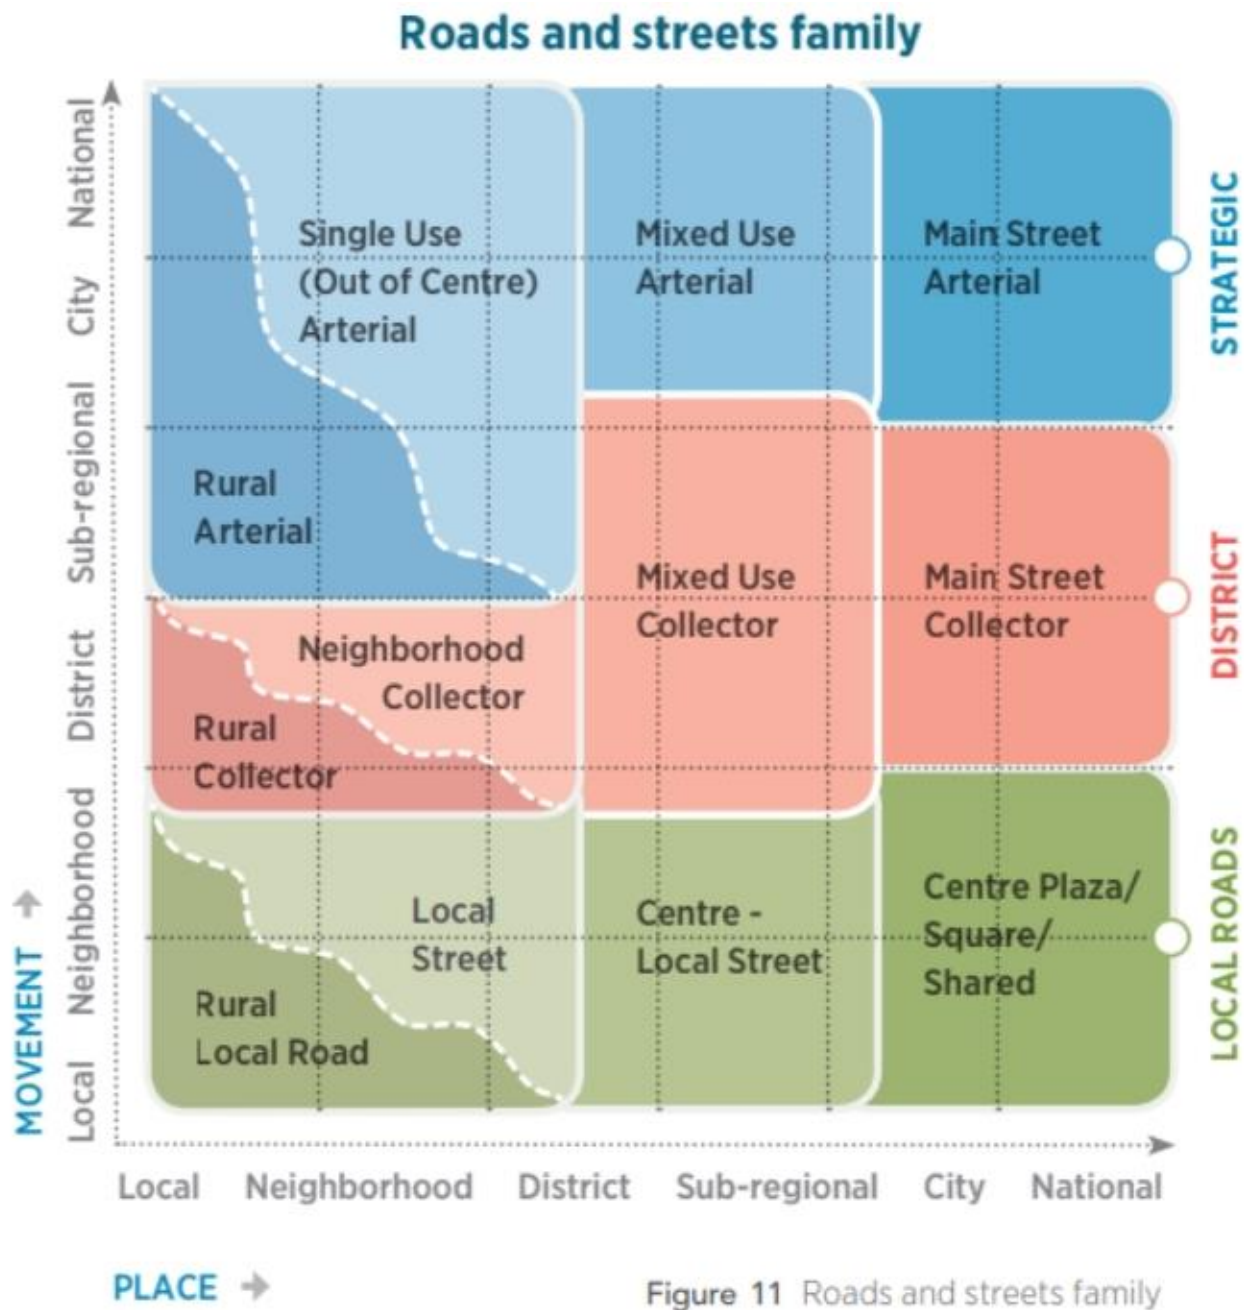 Roads and streets family
National
City
Sub-regional
District
Neighborhood
Local
MOVEMENT
Single Use
(Out of Centre)
Arterial
Mixed Use
Arterial
Main Street
Arterial
STRATEGIC
Rural
Arterial
Mixed Use
Collector
Main Street
Collector
DISTRICT
Neighborhood
Collector
Rural
Collector
Local
Street
Centre -
Local Street
Centre Plaza/
Square/
Shared
LOCAL ROADS
Rural
Local Road
Local Neighborhood District Sub-regional City National
PLACE
Figure 11 Roads and streets family